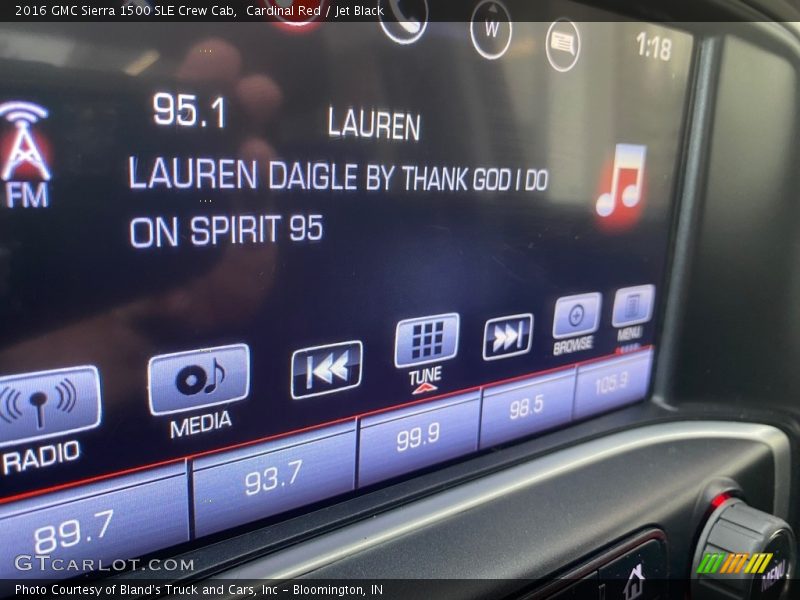 2016 GMC Sierra 1500 SLE Crew Cab,  Cardinal Red / Jet Black
W
1:18
95.1
LAUREN
FM
LAUREN DAIGLE BY THANK GOD I DO
ON SPIRIT 95
RADIO
MEDIA
TUNE
BROWSE
MENU
89.7
93.7
99.9
98.5
105.9
MENU
GTCARLOT.COM
Photo Courtesy of Bland's Truck and Cars, Inc – Bloomington, IN